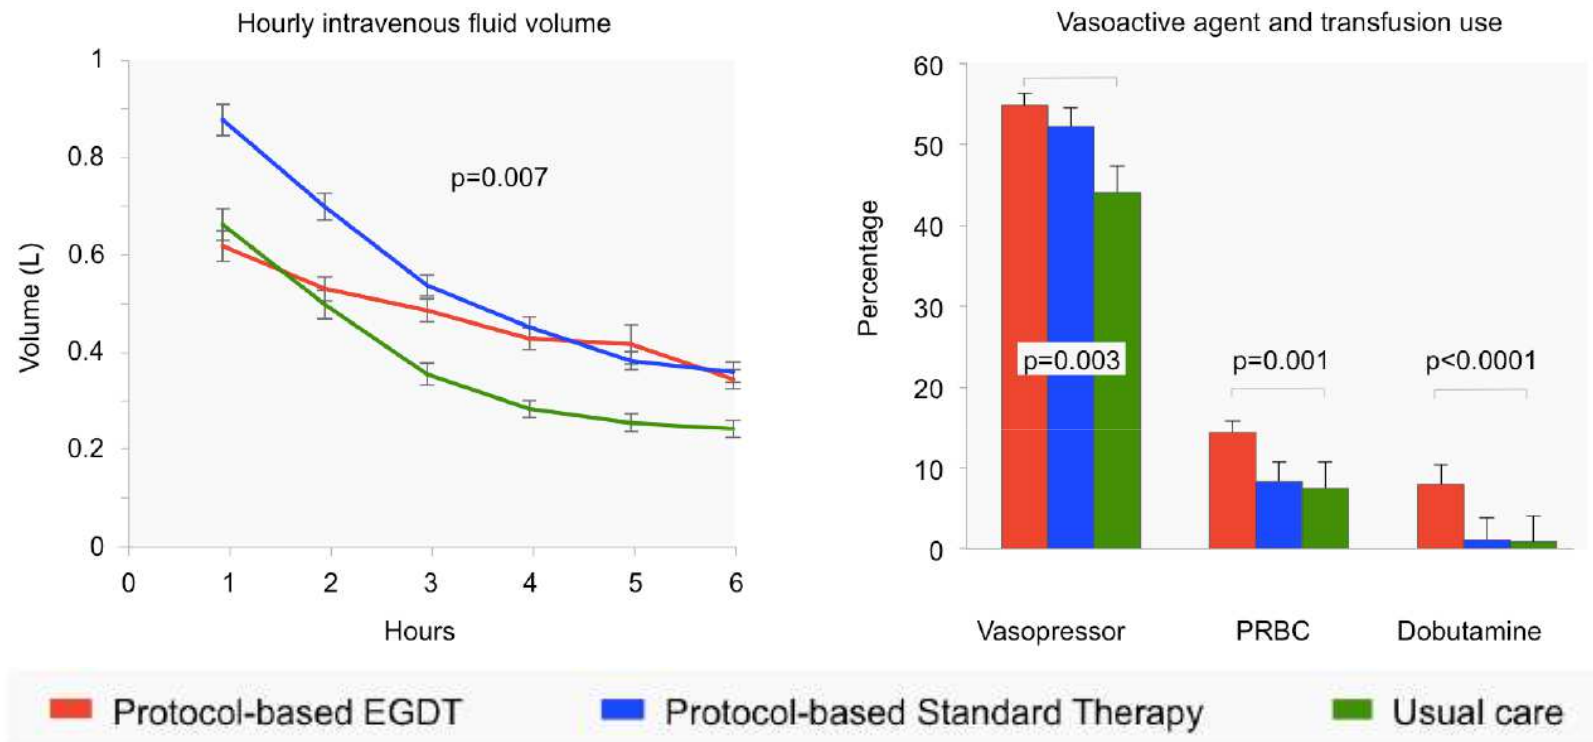 Hourly intravenous fluid volume
1
0.8
0.6
0.4
0.2
0
Volume (L)
p=0.007
0 1 2 3 4 5 6
Hours
Vasoactive agent and transfusion use
60
50
40
30
20
10
0
Percentage
p=0.003
p=0.001
p<0.0001
Vasopressor PRBC Dobutamine
Protocol-based EGDT Protocol-based Standard Therapy Usual care